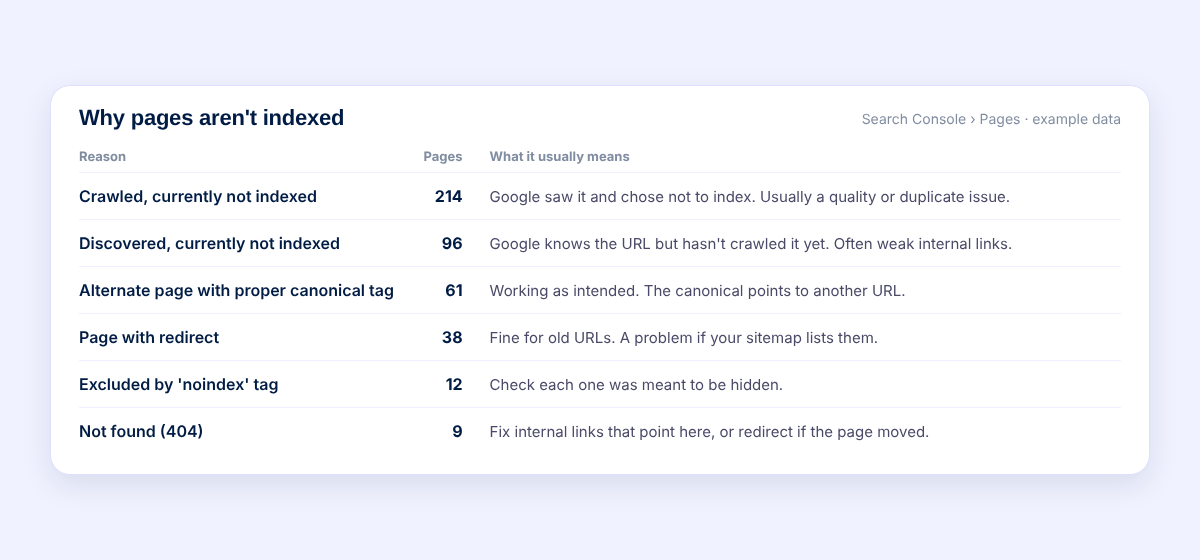 Why pages aren't indexed
Search Console › Pages · example data
Reason Pages What it usually means
Crawled, currently not indexed 214 Google saw it and chose not to index. Usually a quality or duplicate issue.
Discovered, currently not indexed 96 Google knows the URL but hasn't crawled it yet. Often weak internal links.
Alternate page with proper canonical tag 61 Working as intended. The canonical points to another URL.
Page with redirect 38 Fine for old URLs. A problem if your sitemap lists them.
Excluded by 'noindex' tag 12 Check each one was meant to be hidden.
Not found (404) 9 Fix internal links that point here, or redirect if the page moved.